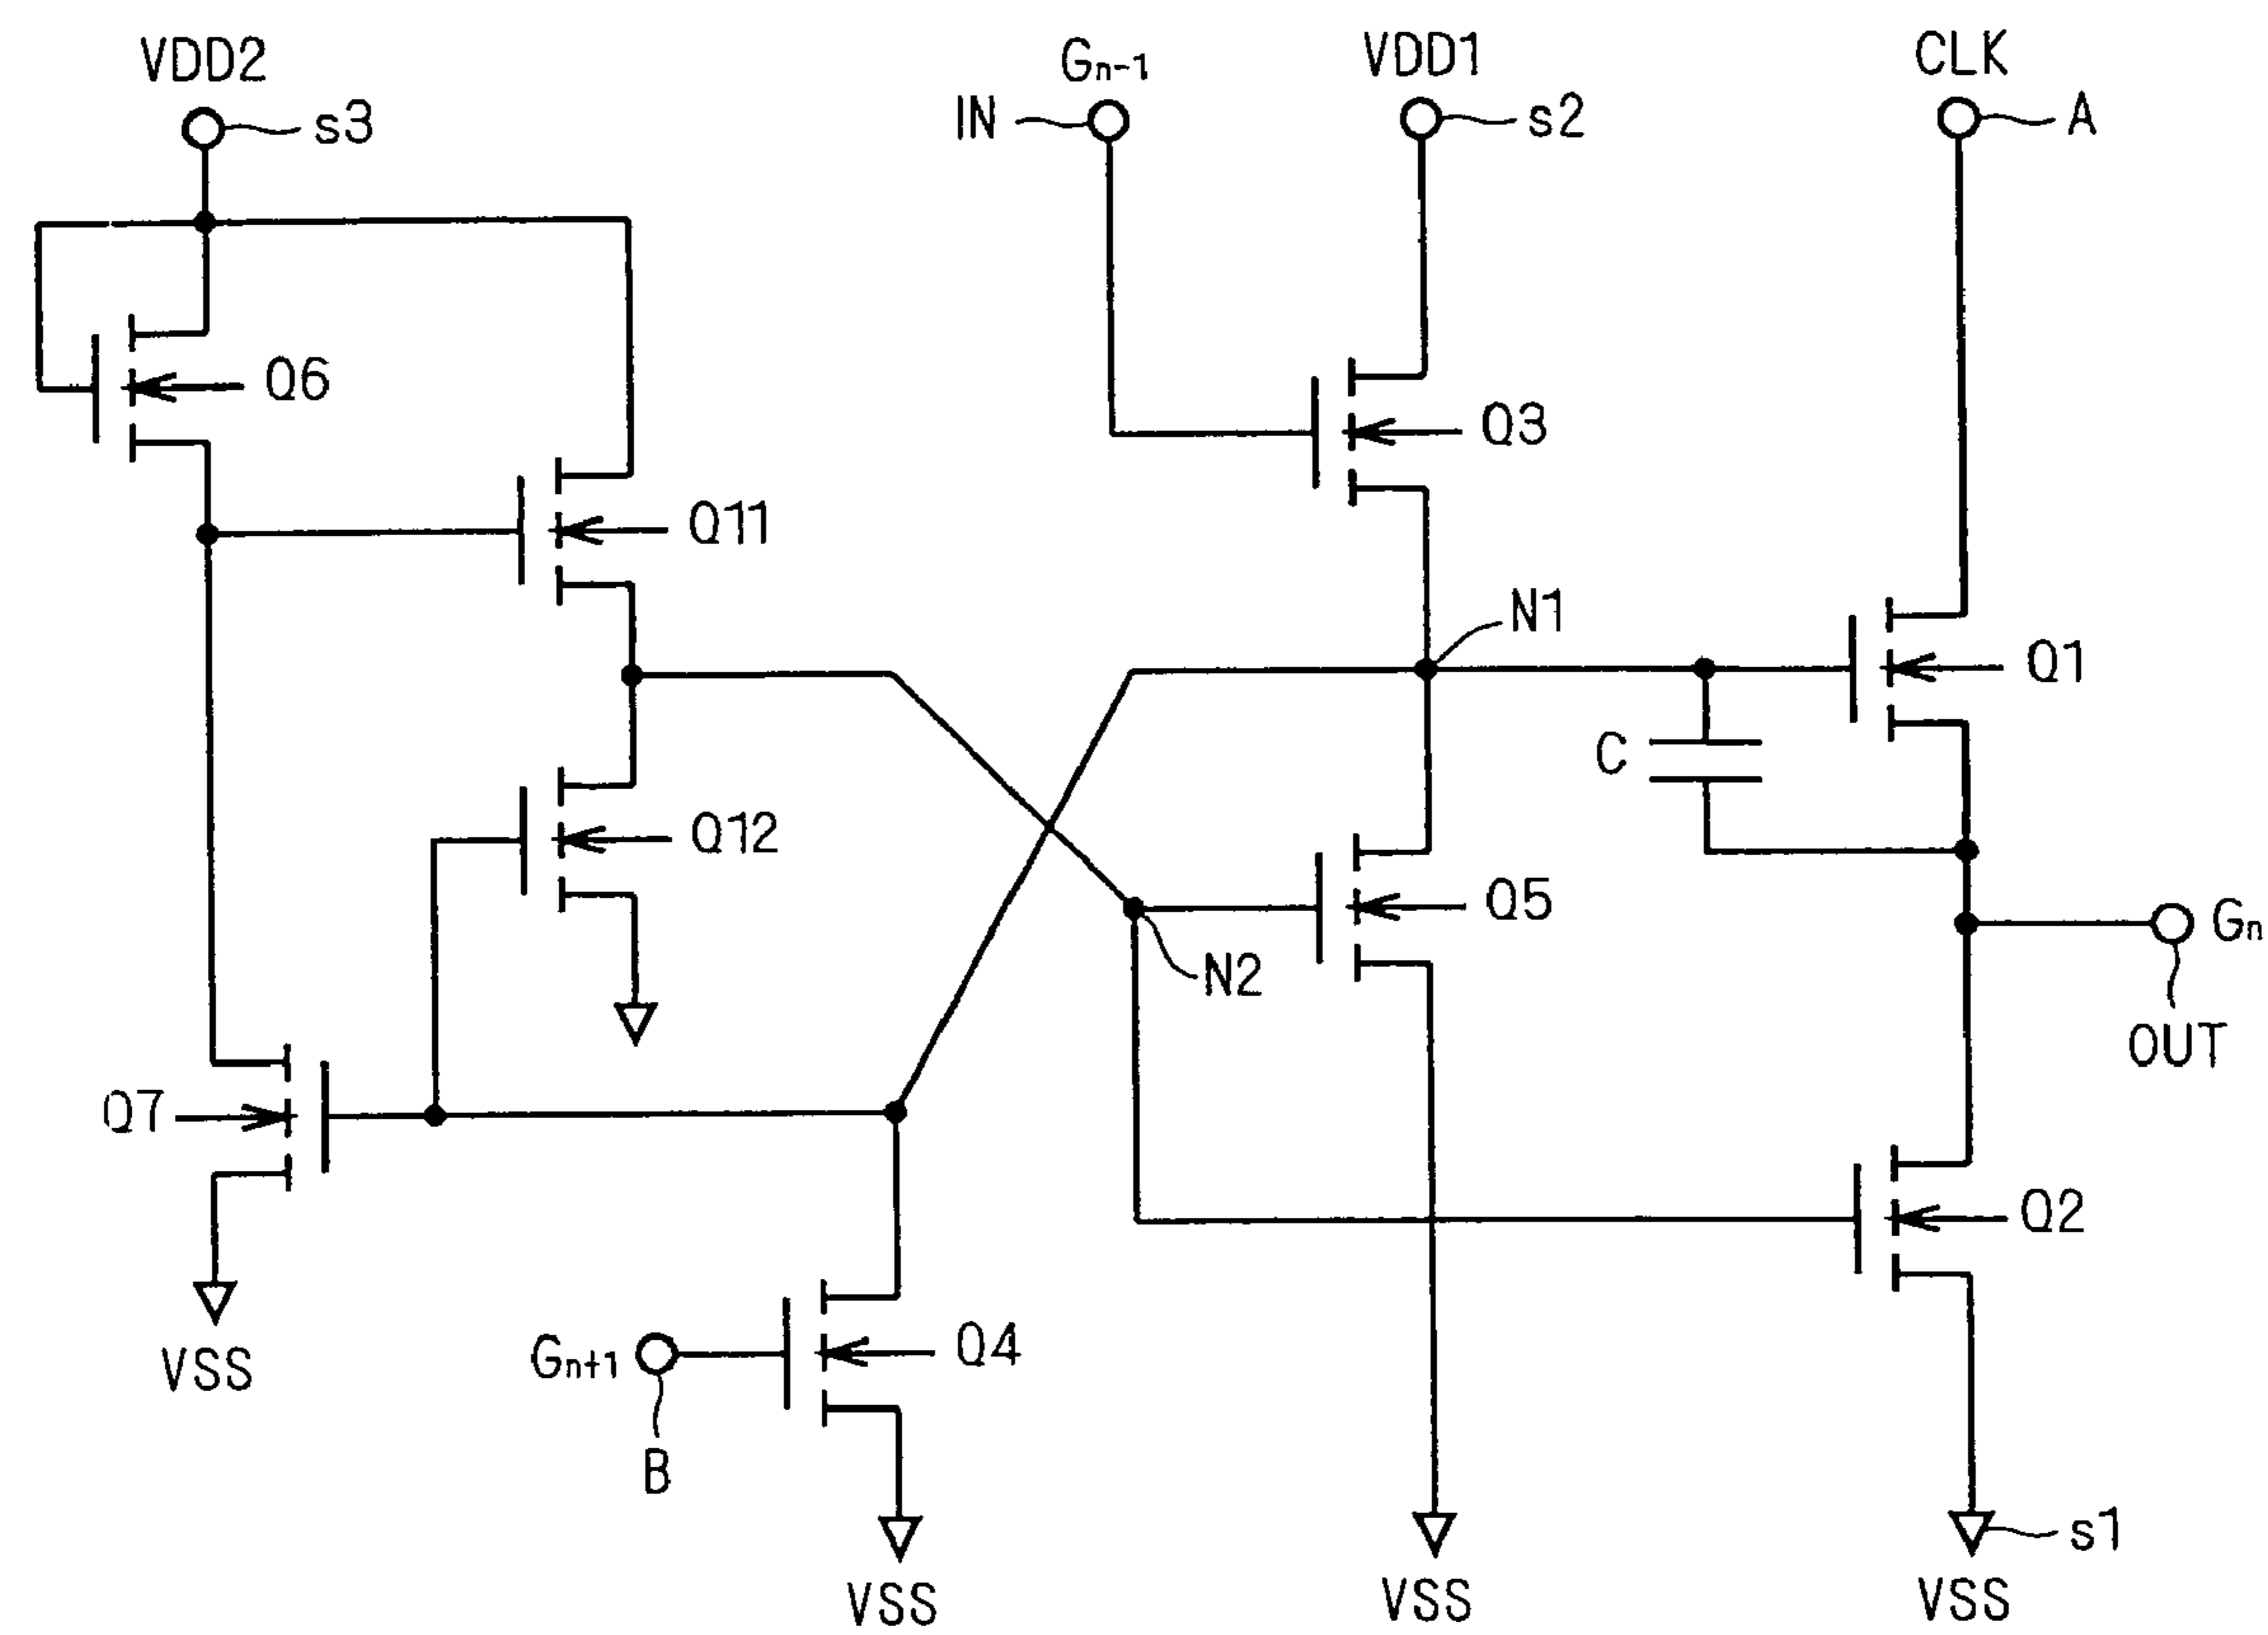 VDD2
s3
Gn-1
IN
VDD1
s2
CLK
A
Q6
Q3
Q11
N1
Q1
C
Q12
Q5
N2
Gn
OUT
Q7
Q2
VSS
Gn+1
Q4
B
s1
VSS
VSS
VSS